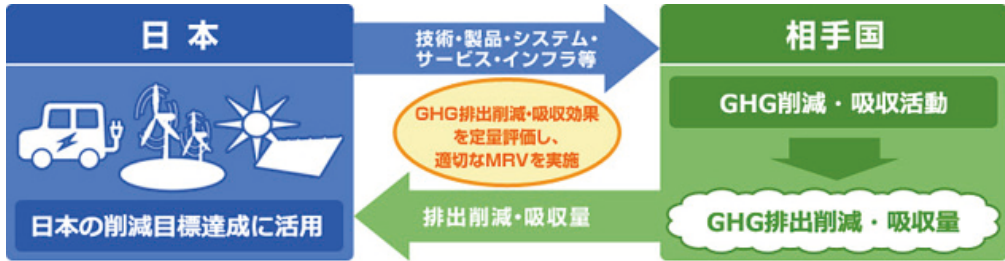 日本
技術・製品・システム・
サービス・インフラ等
相手国
GHG削減・吸収活動
GHG排出削減・吸収効果
を定量評価し、
適切なMRVを実施
日本の削減目標達成に活用
排出削減・吸収量
GHG排出削減・吸収量